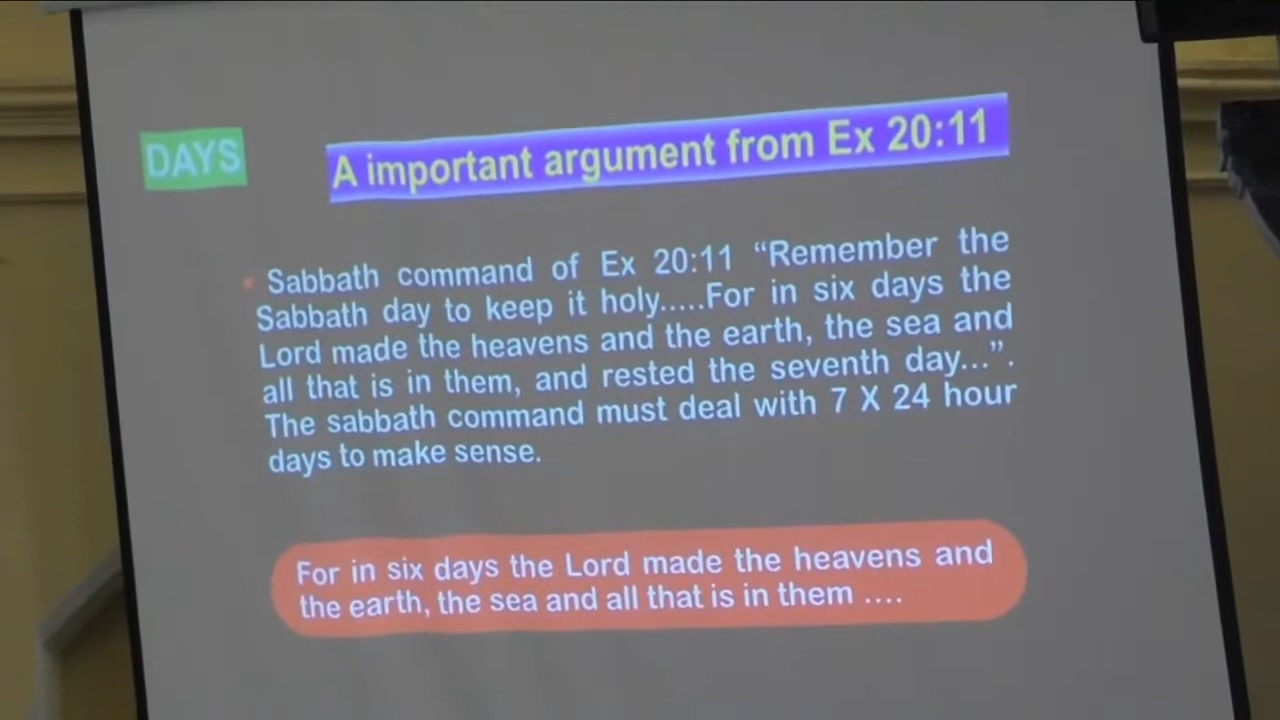 DAYS
A important argument from Ex 20:11
Sabbath command of Ex 20:11 “Remember the
Sabbath day to keep it holy.....For in six days the
Lord made the heavens and the earth, the sea and
all that is in them, and rested the seventh day...”.
The sabbath command must deal with 7 X 24 hour
days to make sense.
For in six days the Lord made the heavens and
the earth, the sea and all that is in them ....